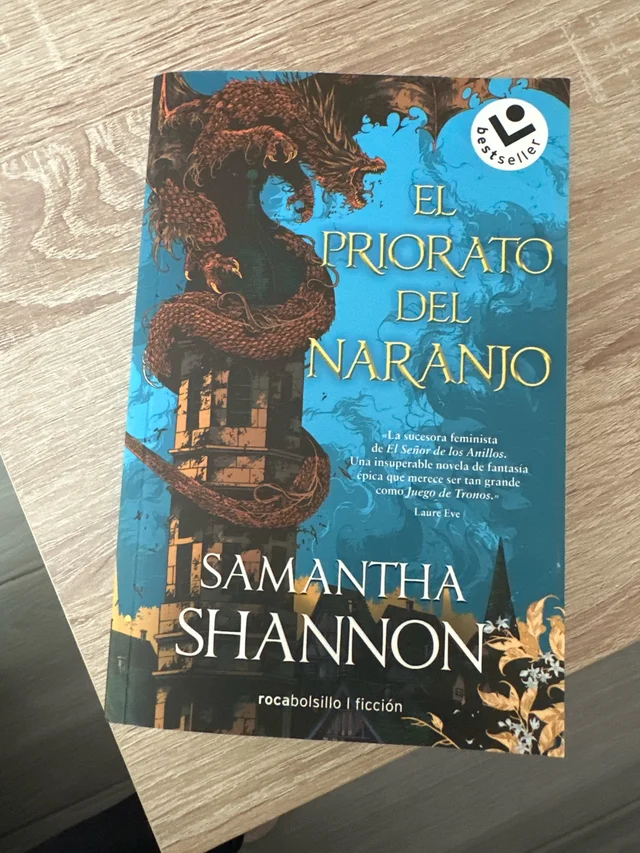 bestseller
EL
PRIORATO
DEL
NARANJO
«La sucesora feminista
de El Señor de los Anillos.
Una insuperable novela de fantasía
épica que merece ser tan grande
como Juego de Tronos.»
Laure Eve
SAMANTHA
SHANNON
rocabolsillo | ficción